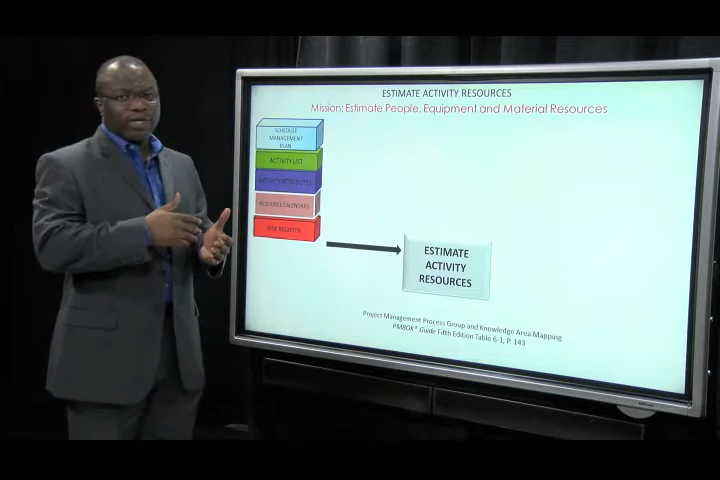 ESTIMATE ACTIVITY RESOURCES
Mission: Estimate People, Equipment and Material Resources
SCHEDULE
MANAGEMENT
PLAN
ACTIVITY LIST
ACTIVITY ATTRIBUTES
RESOURCE CALENDARS
RISK REGISTER
ESTIMATE
ACTIVITY
RESOURCES
Project Management Process Group and Knowledge Area Mapping
PMBOK® Guide Fifth Edition Table 6-1, P. 143